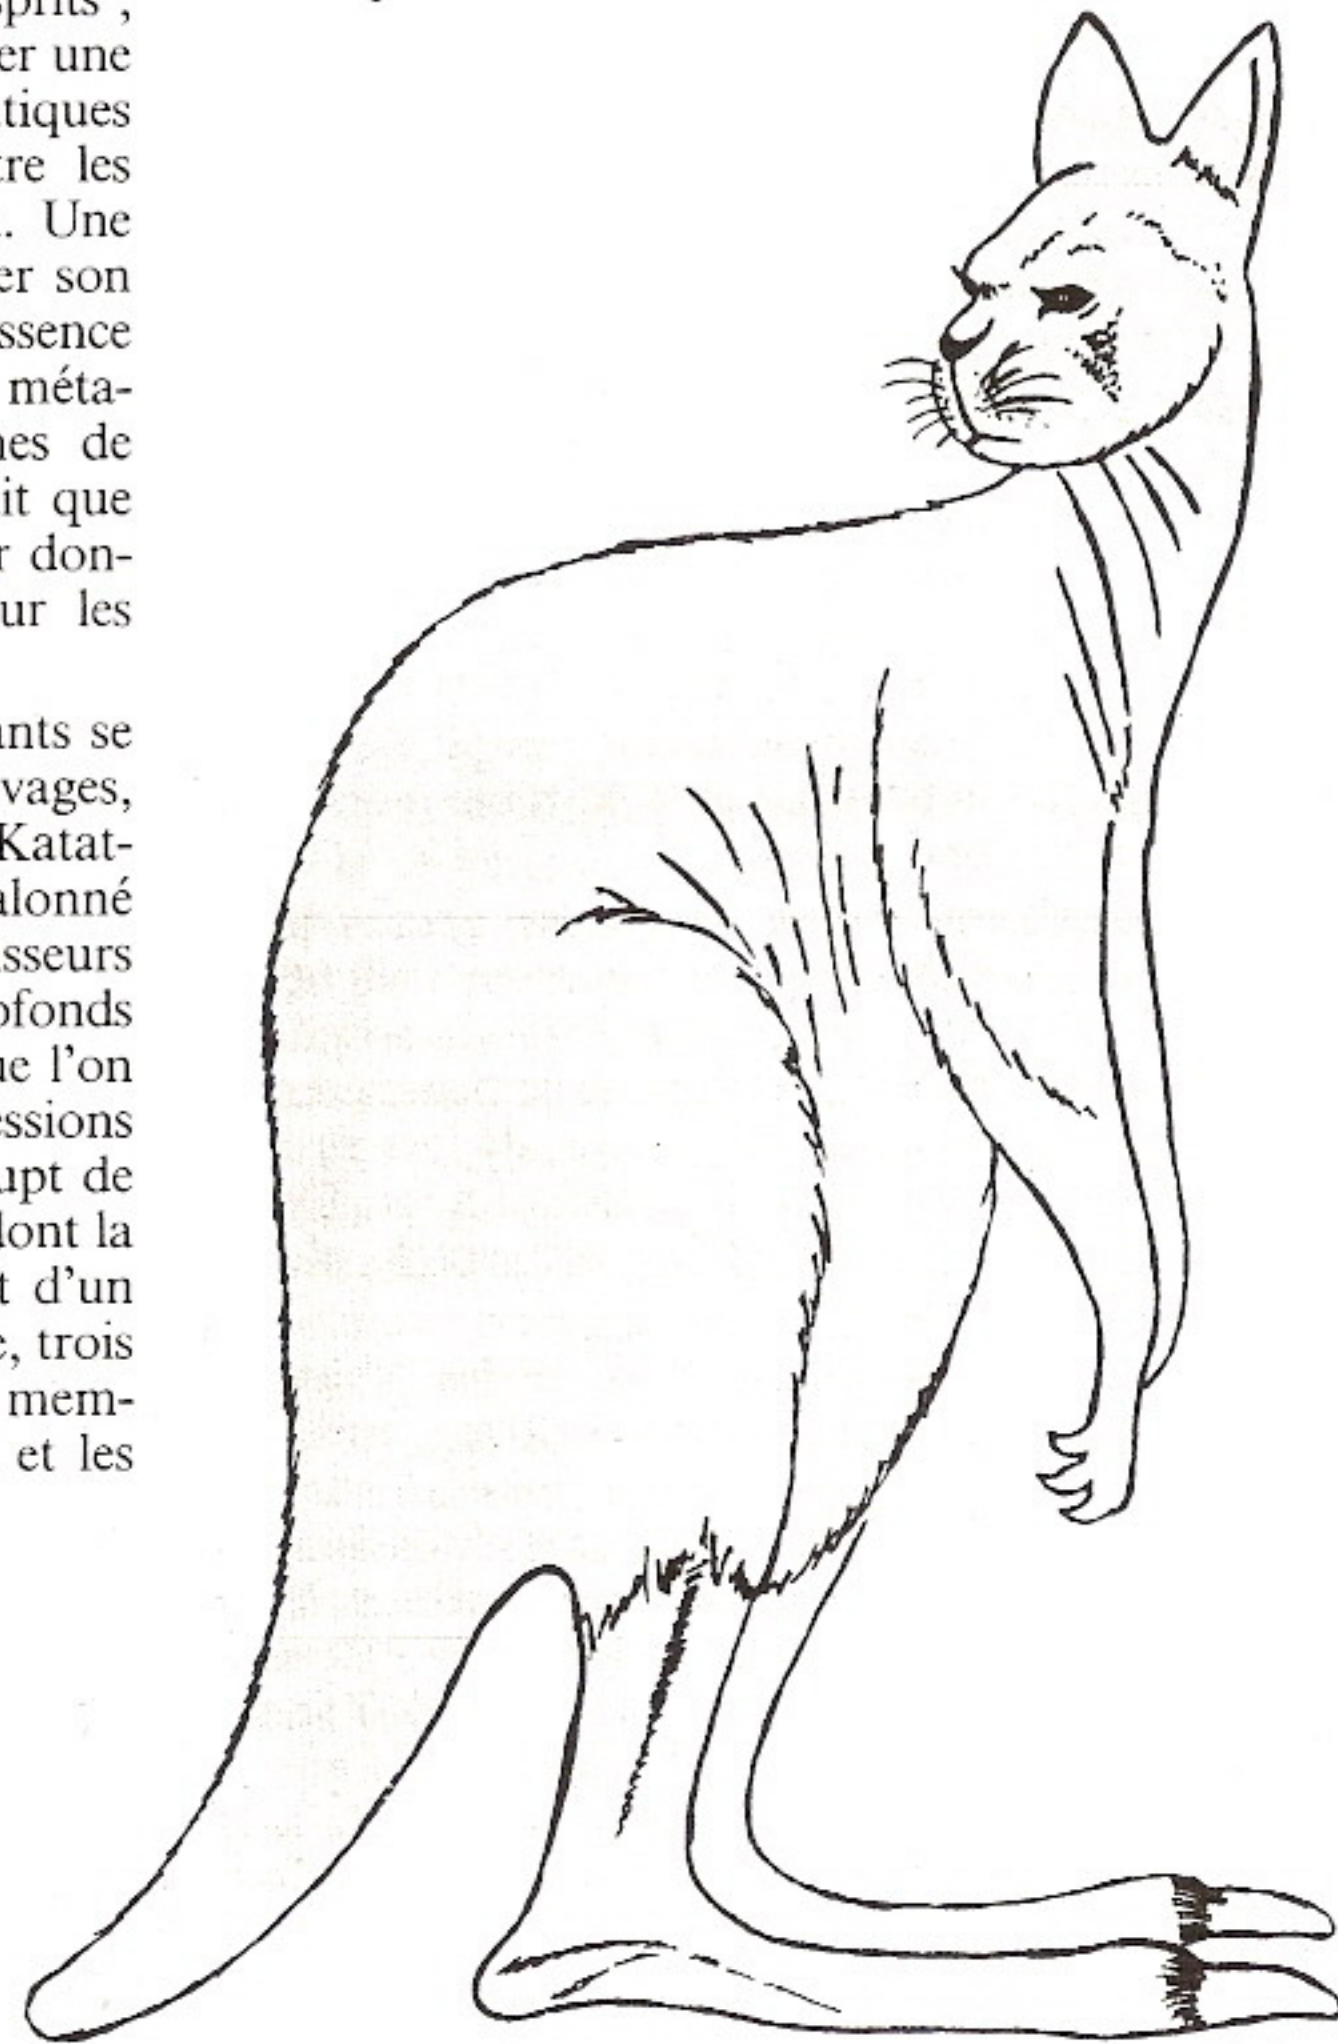 sprits",
er une
tiques
tre les
. Une
er son
ssence
méta-
nes de
it que
r don-
ur les
ants se
vages,
Katat-
alonné
sseurs
ofonds
ue l'on
essions
upt de
dont la
t d'un
e, trois
mem-
et les